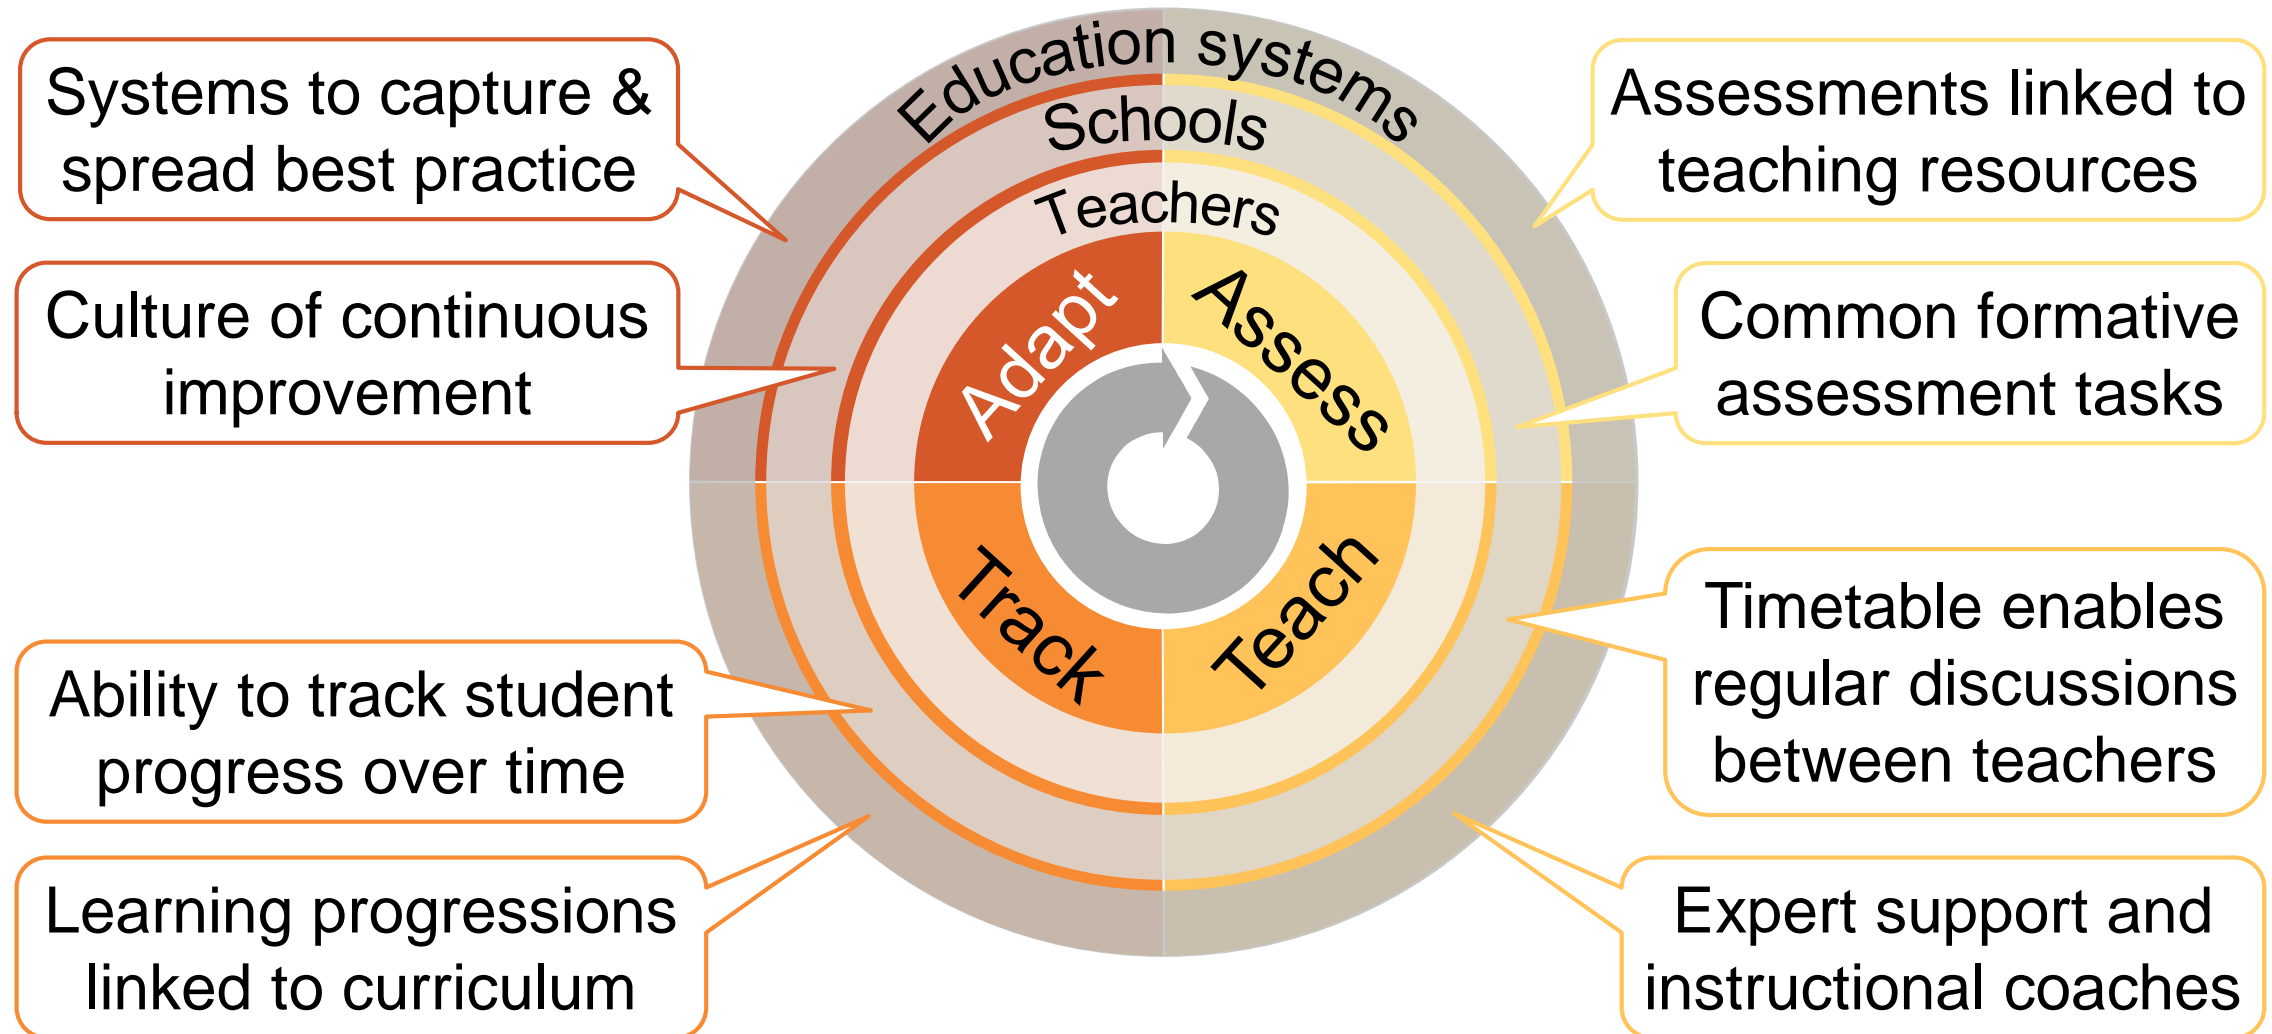 Education systems
Schools
Teachers
Adapt
Assess
Track
Teach
Systems to capture &
spread best practice
Culture of continuous
improvement
Ability to track student
progress over time
Learning progressions
linked to curriculum
Assessments linked to
teaching resources
Common formative
assessment tasks
Timetable enables
regular discussions
between teachers
Expert support and
instructional coaches